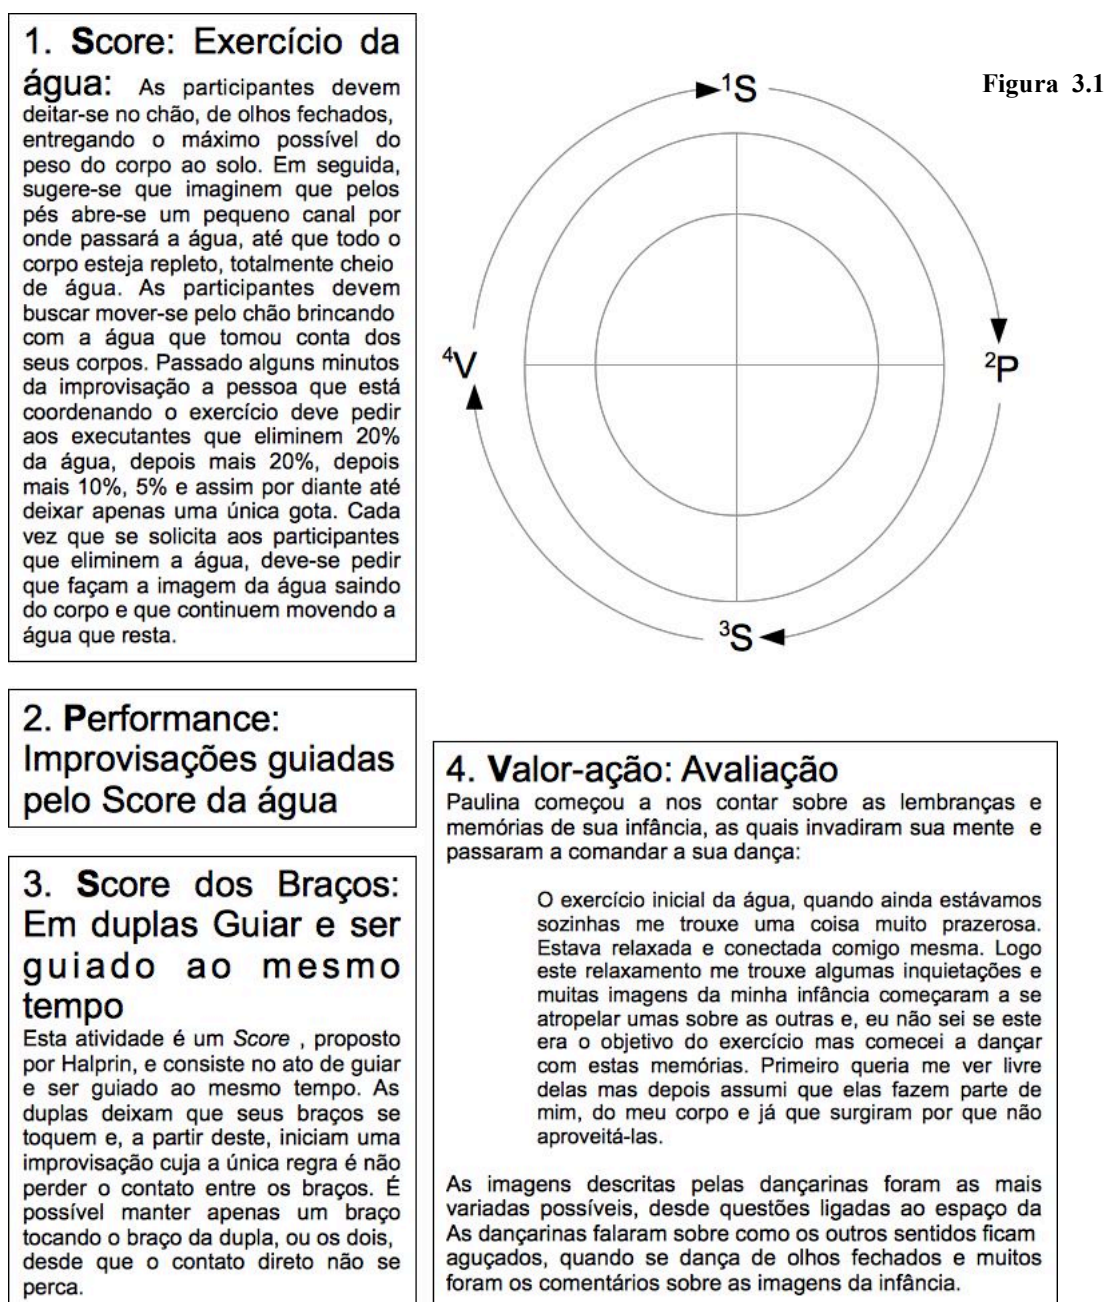 1. Score: Exercício da
água: As participantes devem
deitar-se no chão, de olhos fechados,
entregando o máximo possível do
peso do corpo ao solo. Em seguida,
sugere-se que imaginem que pelos
pés abre-se um pequeno canal por
onde passará a água, até que todo o
corpo esteja repleto, totalmente cheio
de água. As participantes devem
buscar mover-se pelo chão brincando
com a água que tomou conta dos
seus corpos. Passado alguns minutos
da improvisação a pessoa que está
coordenando o exercício deve pedir
aos executantes que eliminem 20%
da água, depois mais 20%, depois
mais 10%, 5% e assim por diante até
deixar apenas uma única gota. Cada
vez que se solicita aos participantes
que eliminem a água, deve-se pedir
que façam a imagem da água saindo
do corpo e que continuem movendo a
água que resta.
Figura 3.1
¹S
⁴V
²P
³S
2. Performance:
Improvisações guiadas
pelo Score da água
3. Score dos Braços:
Em duplas Guiar e ser
guiado ao mesmo
tempo
Esta atividade é um Score , proposto
por Halprin, e consiste no ato de guiar
e ser guiado ao mesmo tempo. As
duplas deixam que seus braços se
toquem e, a partir deste, iniciam uma
improvisação cuja a única regra é não
perder o contato entre os braços. É
possível manter apenas um braço
tocando o braço da dupla, ou os dois,
desde que o contato direto não se
perca.
4. Valor-ação: Avaliação
Paulina começou a nos contar sobre as lembranças e
memórias de sua infância, as quais invadiram sua mente e
passaram a comandar a sua dança:
O exercício inicial da água, quando ainda estávamos
sozinhas me trouxe uma coisa muito prazerosa.
Estava relaxada e conectada comigo mesma. Logo
este relaxamento me trouxe algumas inquietações e
muitas imagens da minha infância começaram a se
atropelar umas sobre as outras e, eu não sei se este
era o objetivo do exercício mas comecei a dançar
com estas memórias. Primeiro queria me ver livre
delas mas depois assumi que elas fazem parte de
mim, do meu corpo e já que surgiram por que não
aproveitá-las.
As imagens descritas pelas dançarinas foram as mais
variadas possíveis, desde questões ligadas ao espaço da
As dançarinas falaram sobre como os outros sentidos ficam
aguçados, quando se dança de olhos fechados e muitos
foram os comentários sobre as imagens da infância.